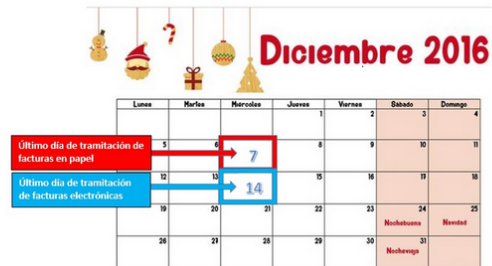 Diciembre 2016
Lunes Martes Miércoles Jueves Viernes Sábado Domingo
1 2 3 4
Último día de tramitación de
facturas en papel
5 6 7 8 9 10 11
Último día de tramitación
de facturas electrónicas
12 13 14 15 16 17 18
19 20 21 22 23 24 25
Nochebuena Navidad
26 27 28 29 30 31
Nochevieja